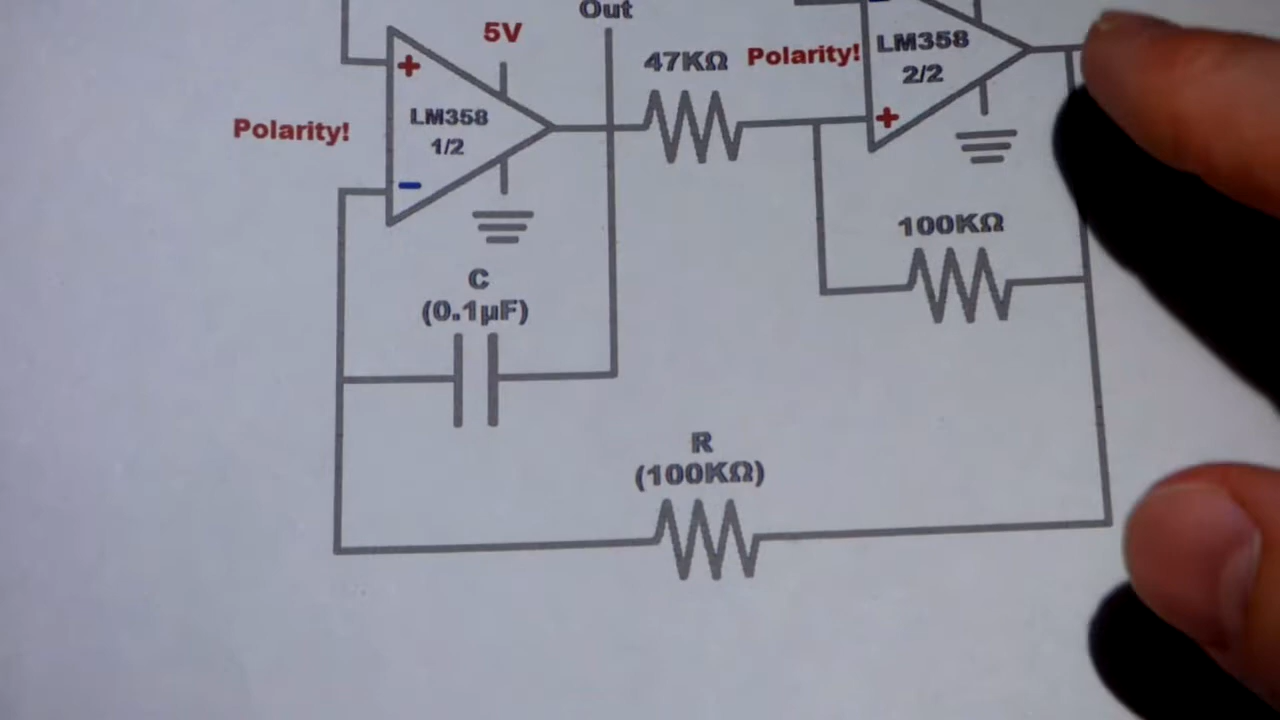 Out
5V
47KΩ
Polarity!
LM358
2/2
+
+
LM358
1/2
Polarity!
-
100KΩ
C
(0.1µF)
R
(100KΩ)